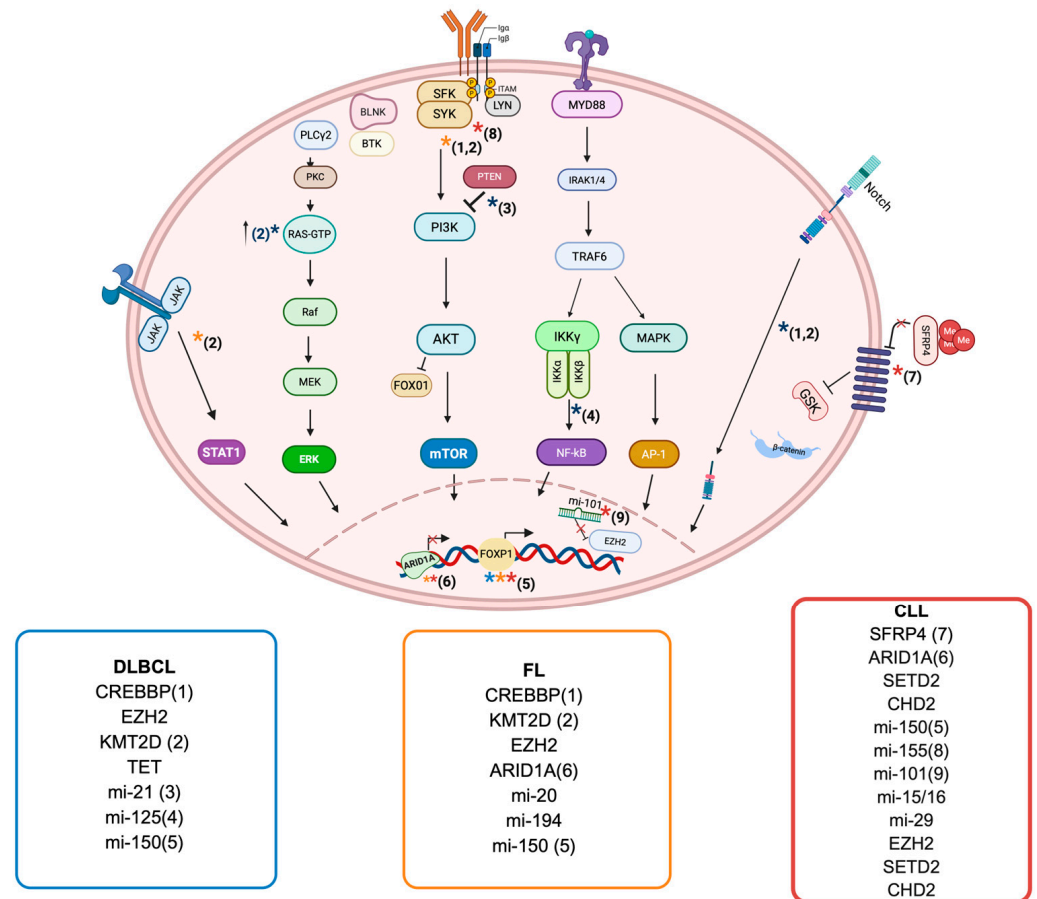 Igα
Igβ
P
P
P
P
ITAM
SFK
SYK
LYN
*(8)
*(1,2)
MYD88
BLNK
BTK
PLCγ2
PKC
PTEN
*(3)
IRAK1/4
Notch
(2)*
RAS-GTP
PI3K
TRAF6
JAK
JAK
*(2)
Raf
AKT
IKKγ
IKKα
IKKβ
MAPK
*(1,2)
SFRP4
Me
Me
Me
*(7)
MEK
FOX01
GSK
*(4)
STAT1
ERK
mTOR
NF-kB
AP-1
β-catenin
mi-101
*(9)
EZH2
ARID1A
**(6)
FOXP1
***(5)
DLBCL
CREBBP(1)
EZH2
KMT2D (2)
TET
mi-21 (3)
mi-125(4)
mi-150(5)
FL
CREBBP(1)
KMT2D (2)
EZH2
ARID1A(6)
mi-20
mi-194
mi-150 (5)
CLL
SFRP4 (7)
ARID1A(6)
SETD2
CHD2
mi-150(5)
mi-155(8)
mi-101(9)
mi-15/16
mi-29
EZH2
SETD2
CHD2